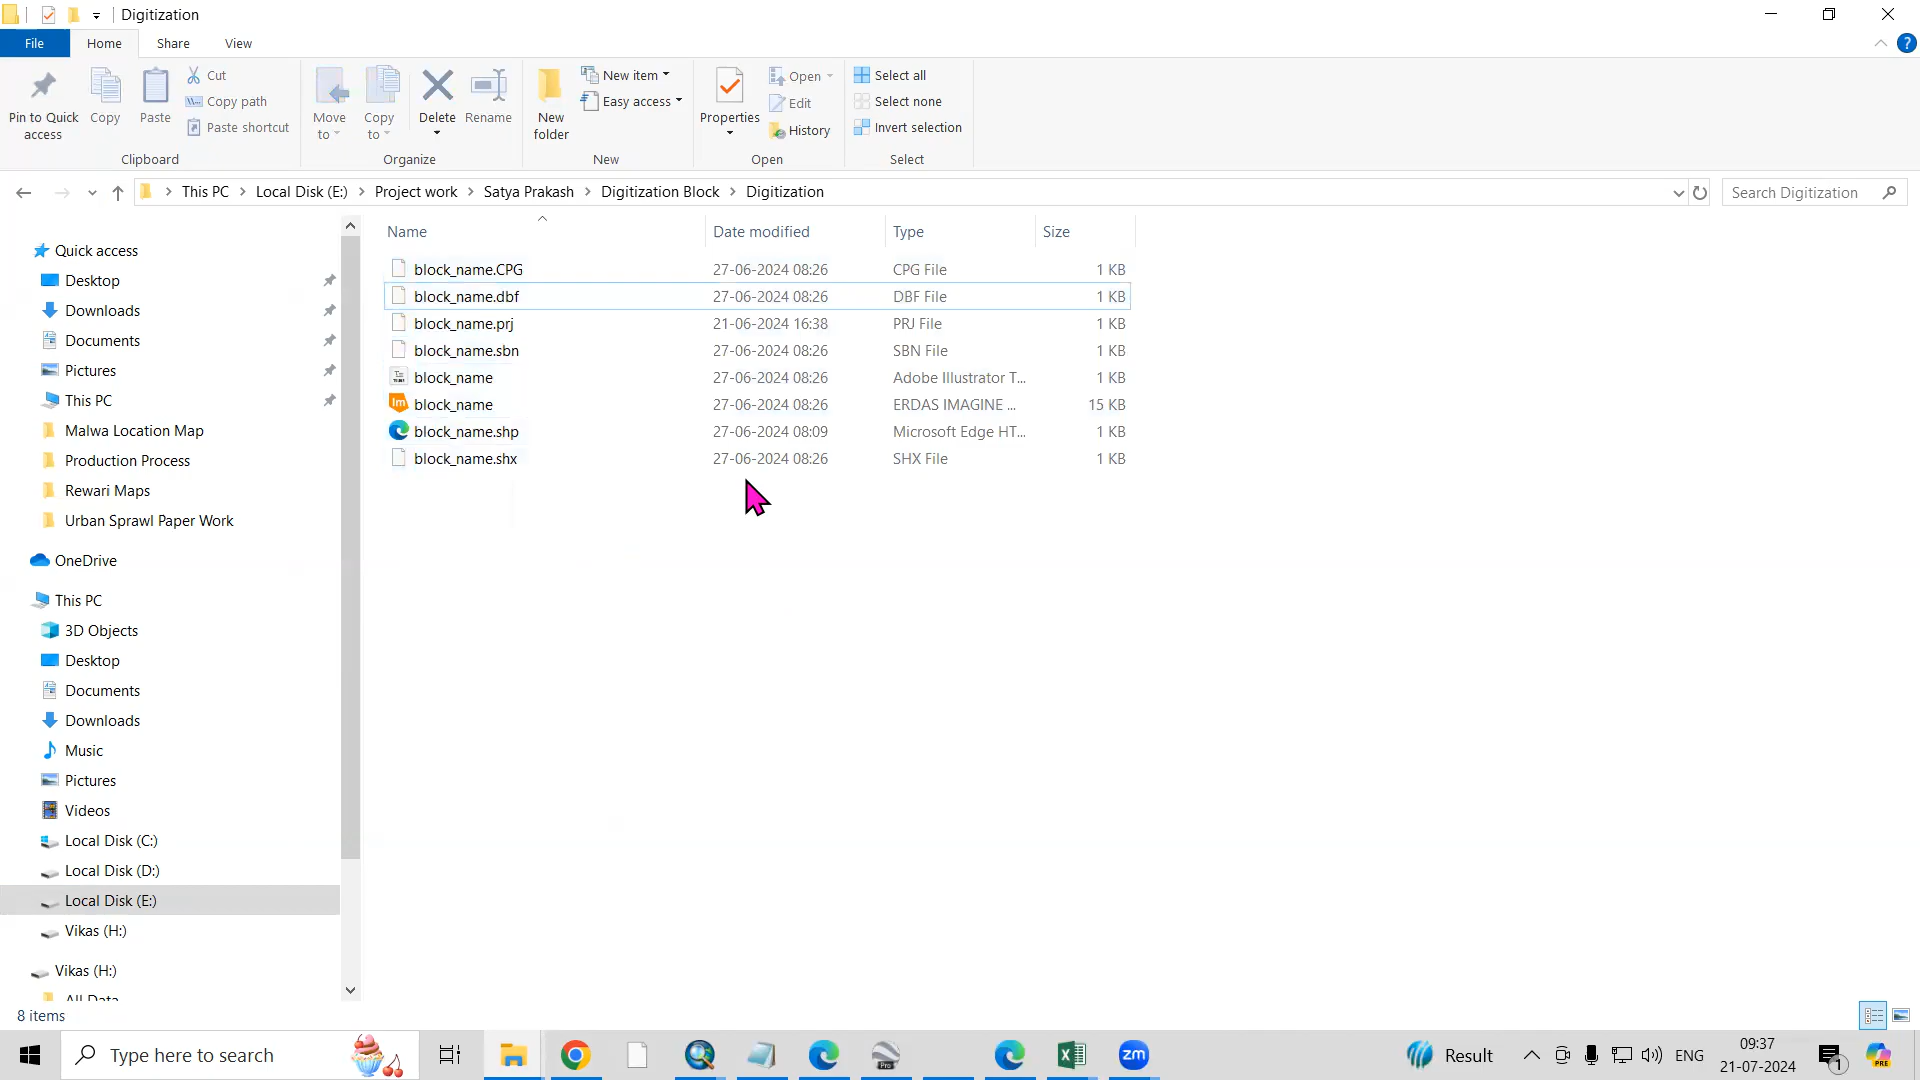 Digitization
File Home Share View
Pin to Quick access
Copy
Paste
Cut
Copy path
Paste shortcut
Clipboard
Move to
Copy to
Delete
Rename
Organize
New folder
New item
Easy access
New
Properties
Open
Edit
History
Open
Select all
Select none
Invert selection
Select
This PC > Local Disk (E:) > Project work > Satya Prakash > Digitization Block > Digitization
Search Digitization
Quick access
Desktop
Downloads
Documents
Pictures
This PC
Malwa Location Map
Production Process
Rewari Maps
Urban Sprawl Paper Work
OneDrive
This PC
3D Objects
Desktop
Documents
Downloads
Music
Pictures
Videos
Local Disk (C:)
Local Disk (D:)
Local Disk (E:)
Vikas (H:)
Vikas (H:)
All Data
Name Date modified Type Size
block_name.CPG 27-06-2024 08:26 CPG File 1 KB
block_name.dbf 27-06-2024 08:26 DBF File 1 KB
block_name.prj 21-06-2024 16:38 PRJ File 1 KB
block_name.sbn 27-06-2024 08:26 SBN File 1 KB
block_name 27-06-2024 08:26 Adobe Illustrator T... 1 KB
block_name 27-06-2024 08:26 ERDAS IMAGINE ... 15 KB
block_name.shp 27-06-2024 08:09 Microsoft Edge HT... 1 KB
block_name.shx 27-06-2024 08:26 SHX File 1 KB
8 items
Type here to search
Pro
zm
Result
ENG
09:37
21-07-2024
1
PRE